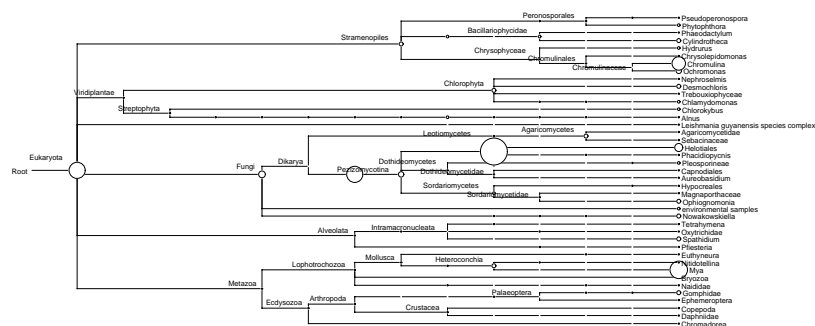 Peronosporales
Pseudoperonospora
Phytophthora
Stramenopiles
Bacillariophycidae
Phaeodactylum
Cylindrotheca
Chrysophyceae
Hydrurus
Chromulinales
Chrysolepidomonas
Chromulinaceae
Chromulina
Ochromonas
Nephroselmis
Chlorophyta
Desmochloris
Viridiplantae
Trebouxiophyceae
Chlamydomonas
Streptophyta
Chlorokybus
Alnus
Leishmania guyanensis species complex
Leotiomycetes
Agaricomycetes
Agaricomycetidae
Sebacinaceae
Helotiales
Eukaryota
Dikarya
Phacidiopycnis
Root
Fungi
Pezizomycotina
Dothideomycetes
Pleosporineae
Dothideomycetidae
Capnodiales
Aureobasidium
Sordariomycetes
Hypocreales
Sordariomycetidae
Magnaporthaceae
Ophiognomonia
environmental samples
Nowakowskiella
Tetrahymena
Alveolata
Intramacronucleata
Oxytrichidae
Spathidium
Pfiesteria
Mollusca
Euthyneura
Lophotrochozoa
Heteroconchia
Nitidotellina
Mya
Bryozoa
Metazoa
Naididae
Palaeoptera
Gomphidae
Arthropoda
Ephemeroptera
Ecdysozoa
Crustacea
Copepoda
Daphniidae
Chromadorea